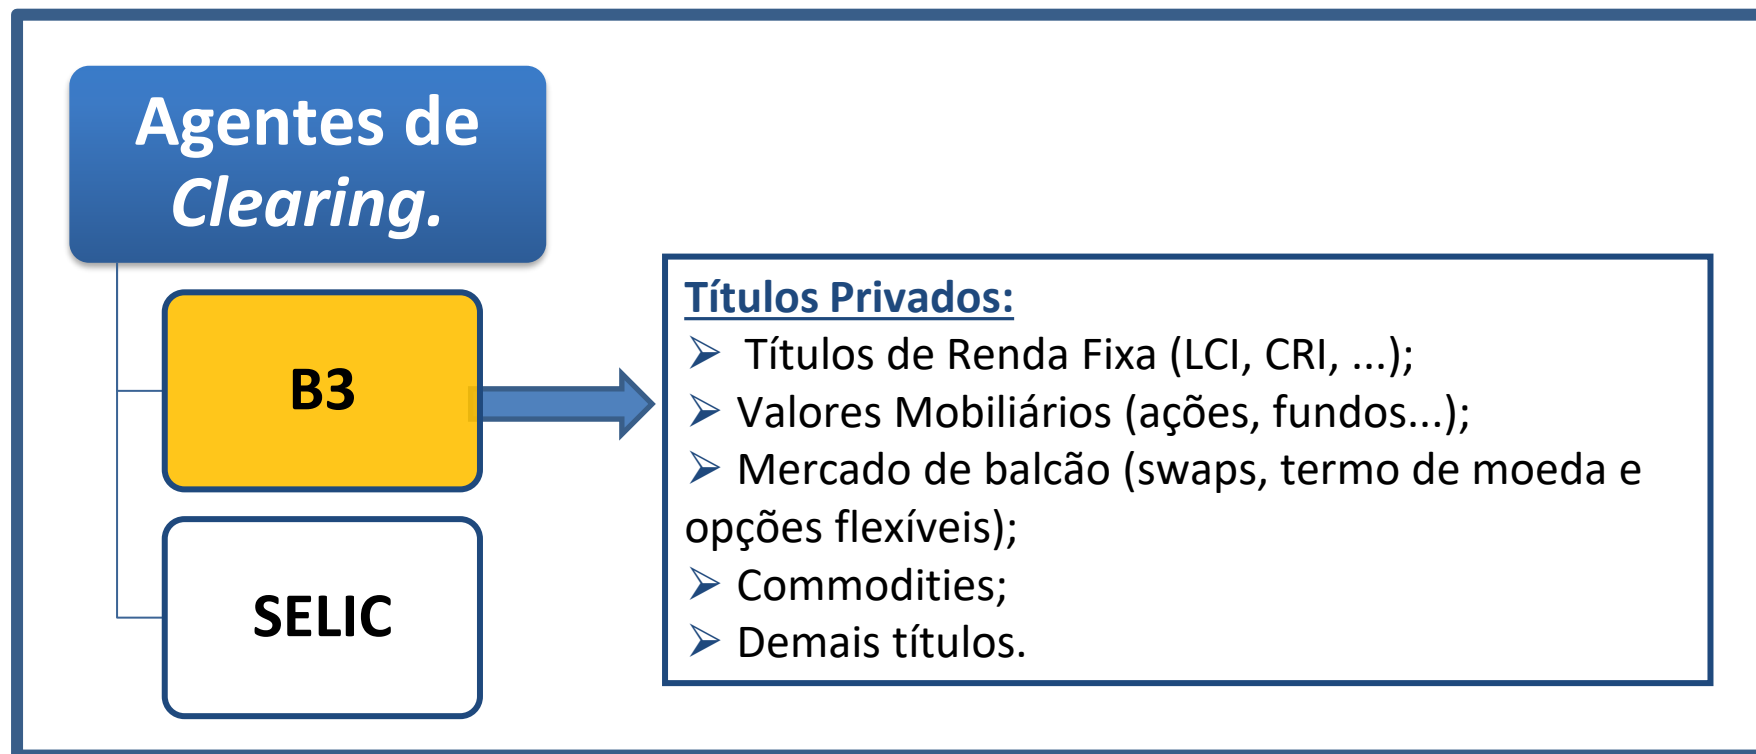 Agentes de
Clearing.
B3
SELIC
Títulos Privados:
➢ Títulos de Renda Fixa (LCI, CRI, ...);
➢ Valores Mobiliários (ações, fundos...);
➢ Mercado de balcão (swaps, termo de moeda e
opções flexíveis);
➢ Commodities;
➢ Demais títulos.